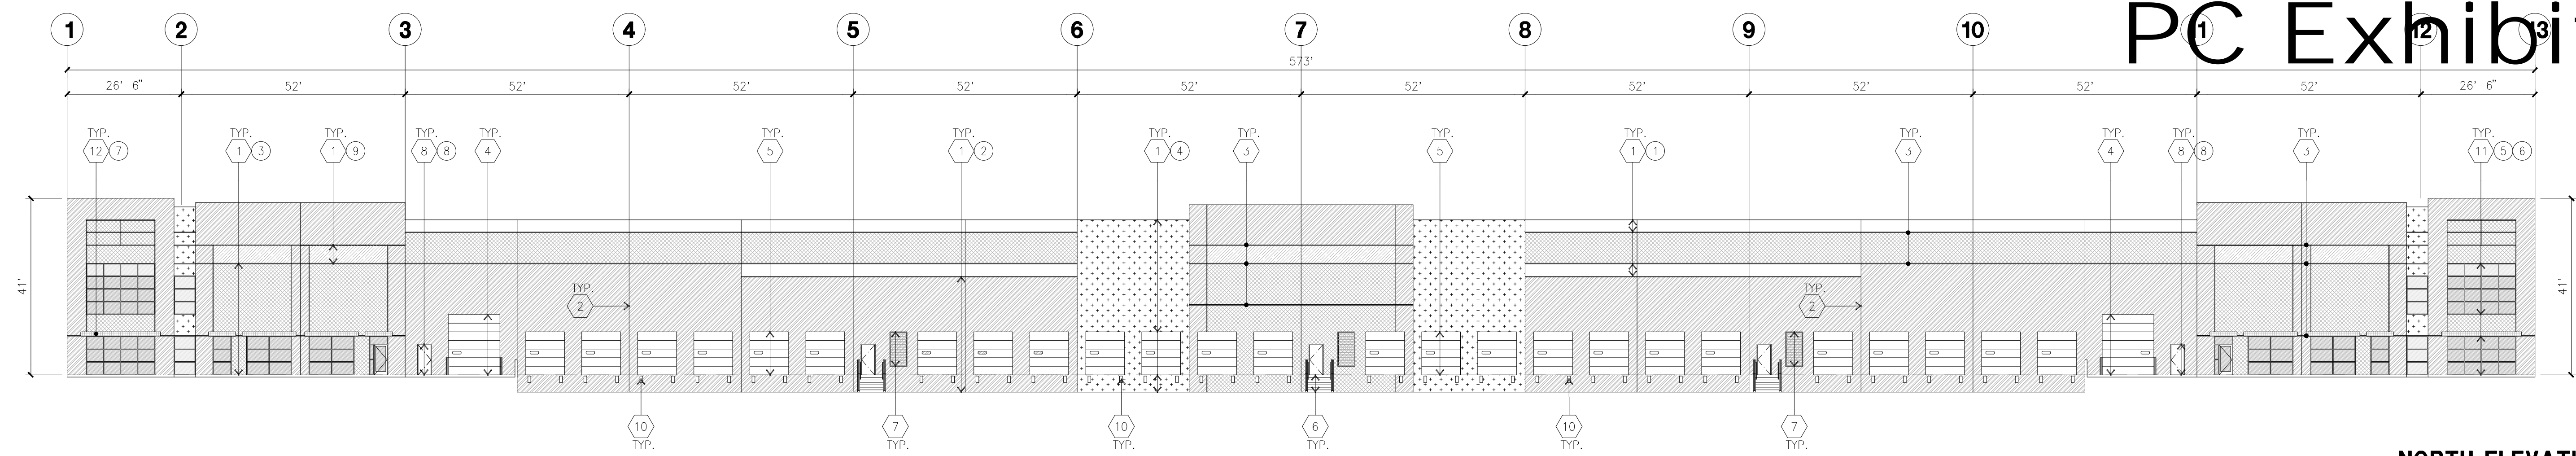 PC Exhibi
1 2 3 4 5 6 7 8 9 10 11 12 13
573'
26'-6" 52' 52' 52' 52' 52' 52' 52' 52' 52' 52' 26'-6"
TYP. TYP. TYP. TYP. TYP. TYP. TYP. TYP. TYP. TYP. TYP. TYP. TYP. TYP. TYP.
12 7 1 3 1 9 8 8 4 5 1 2 1 4 3 5 1 1 3 4 8 8 3 11 5 6
41' 41'
TYP. TYP.
2 2
10 7 10 6 10 7
TYP. TYP. TYP. TYP. TYP. TYP.